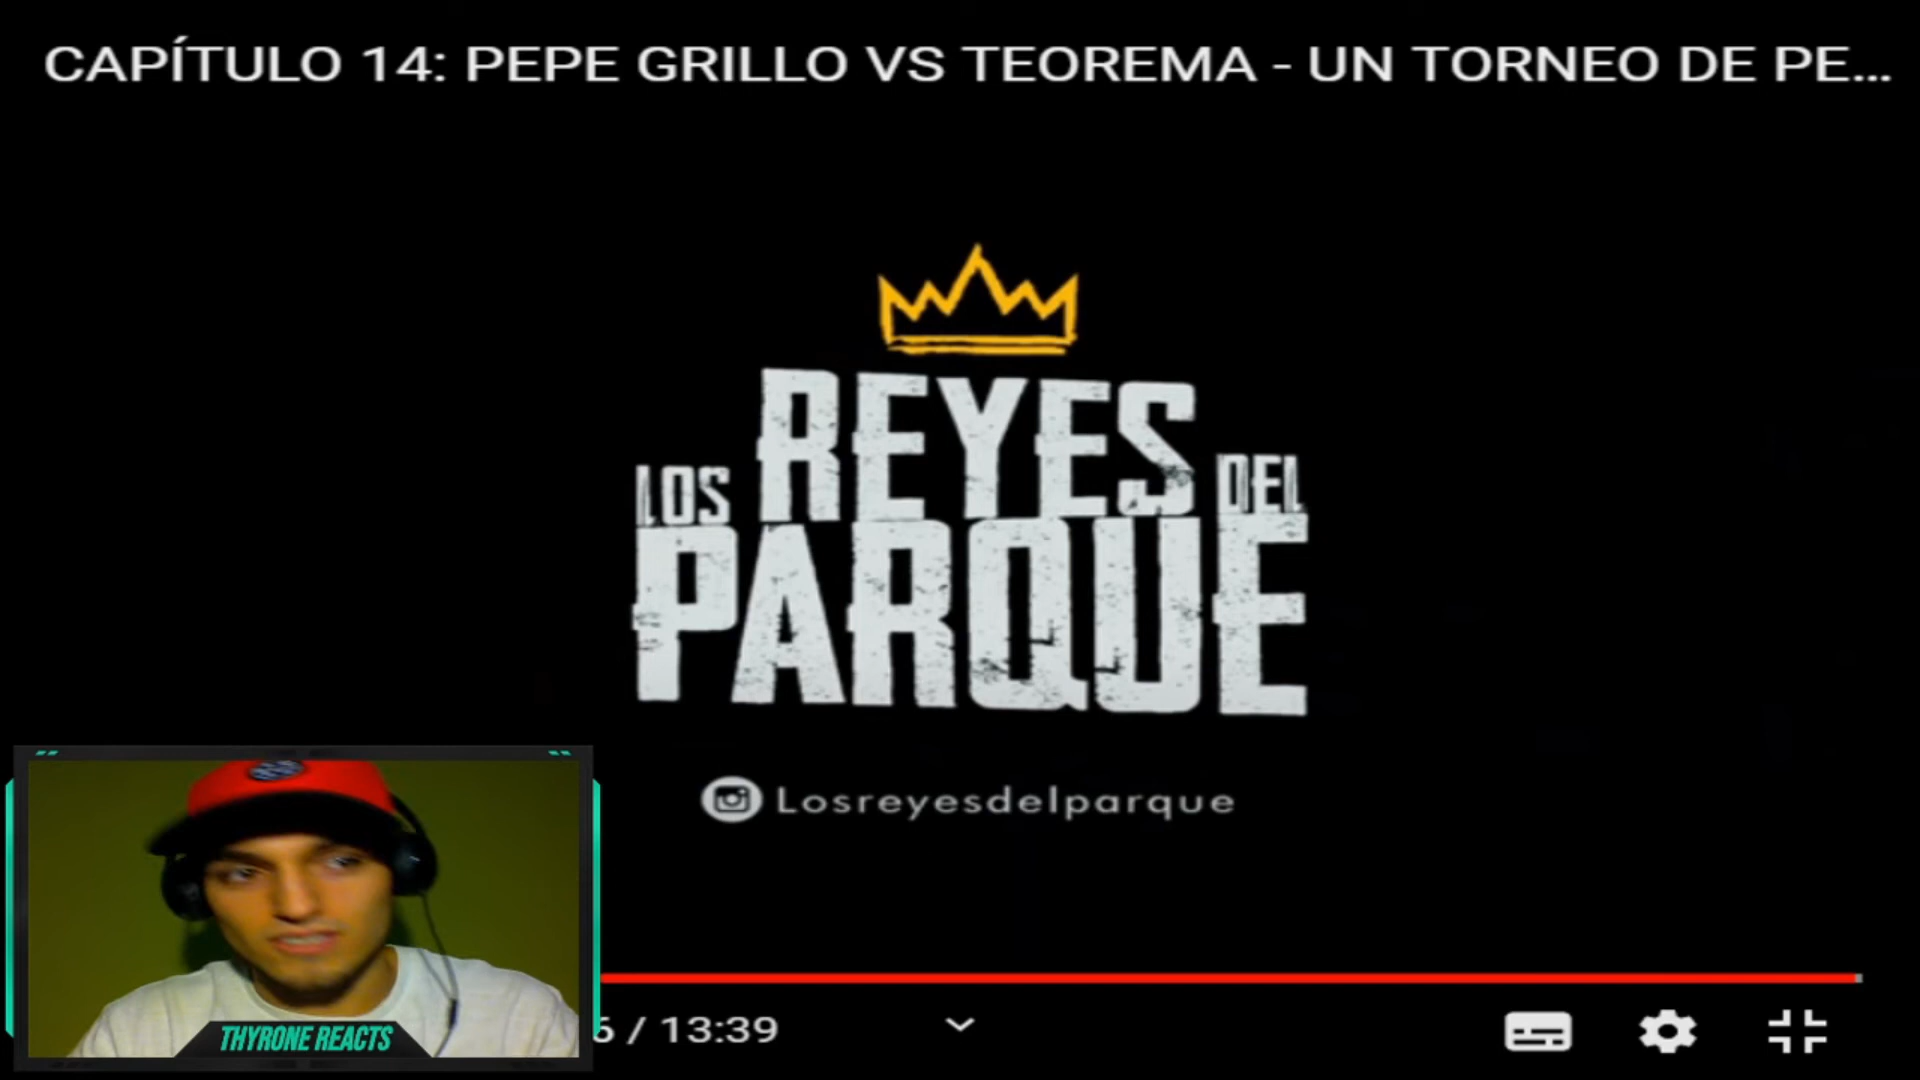 CAPÍTULO 14: PEPE GRILLO VS TEOREMA - UN TORNEO DE PE...
LOS REYES DEL
PARQUE
Losreyesdelparque
6 / 13:39
THYRONE REACTS